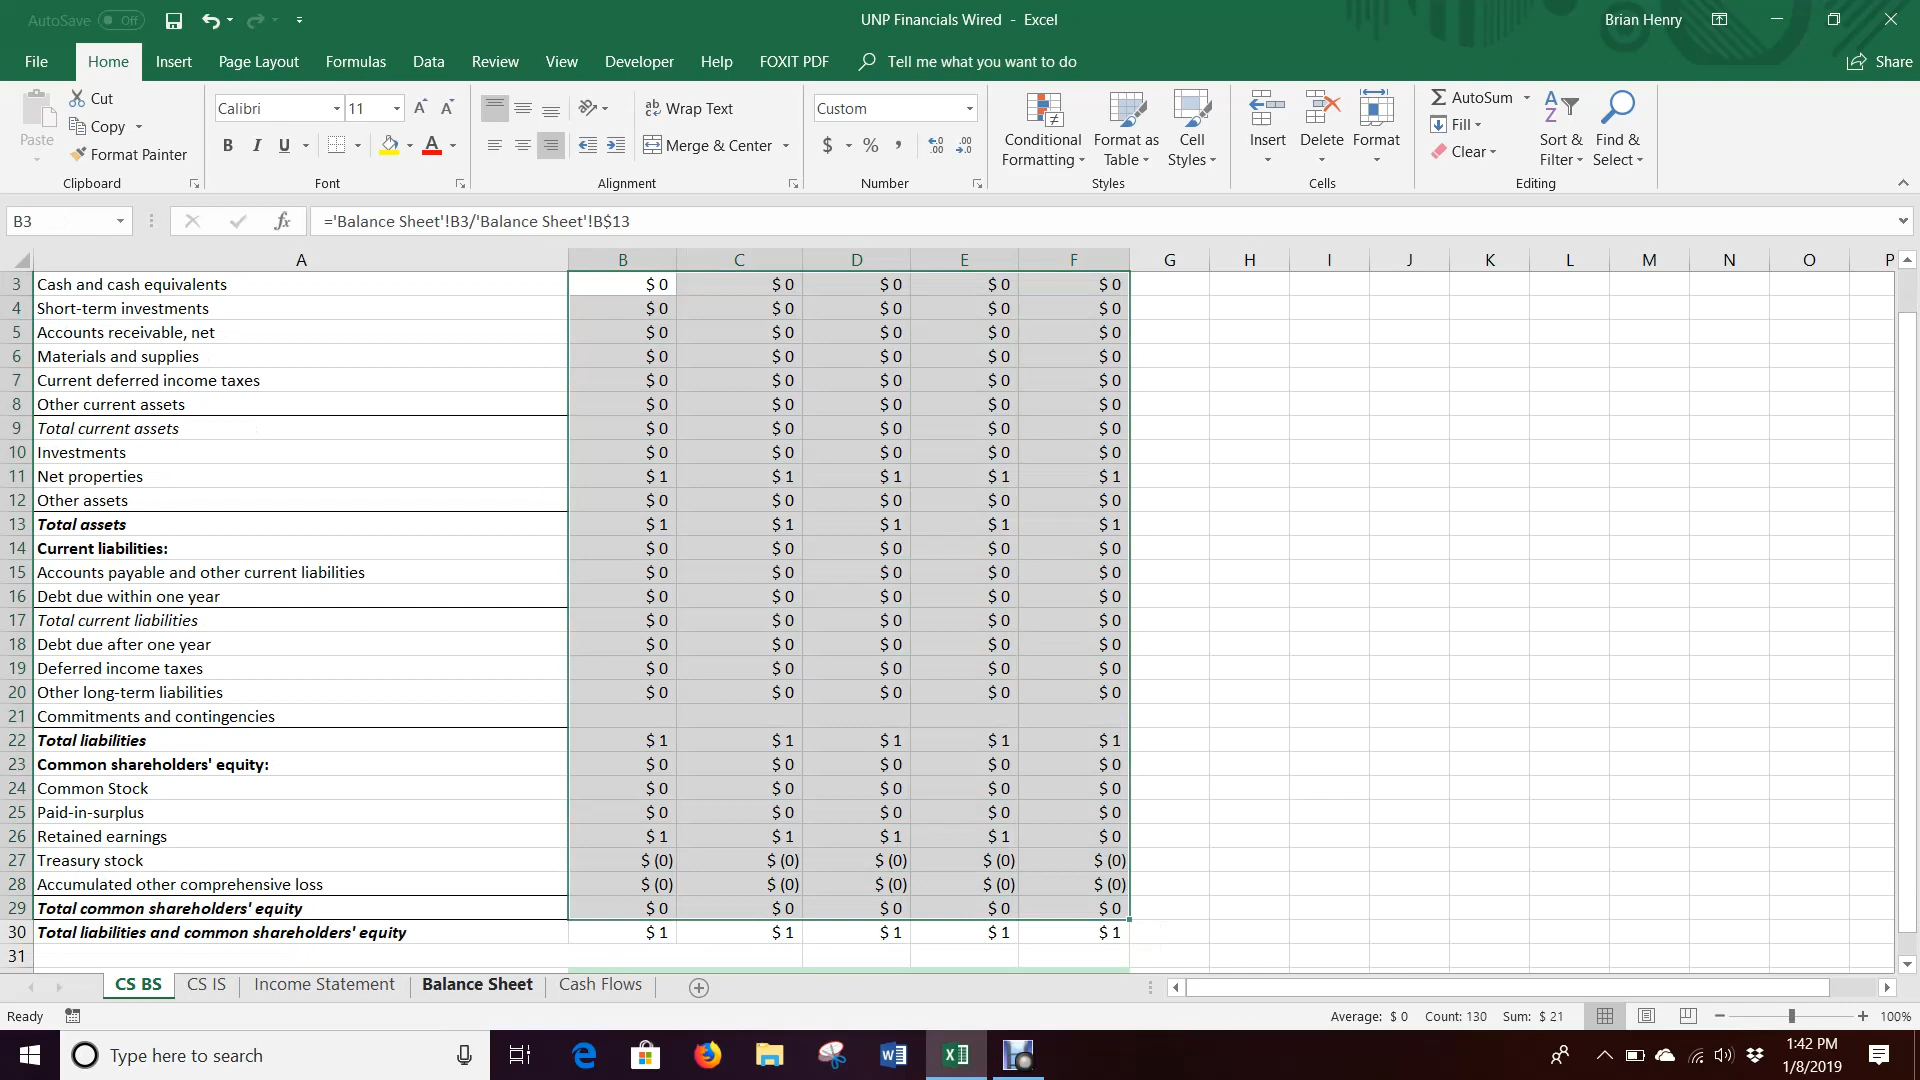 AutoSave Off
UNP Financials Wired - Excel
Brian Henry
File Home Insert Page Layout Formulas Data Review View Developer Help FOXIT PDF Tell me what you want to do Share
Paste
Cut
Copy
Format Painter
Clipboard
Calibri 11
B I U
Font
Wrap Text
Merge & Center
Alignment
Custom
$ % ,
Number
Conditional Formatting
Format as Table
Cell Styles
Styles
Insert Delete Format
Cells
AutoSum
Fill
Clear
Sort & Filter
Find & Select
Editing
B3 fx ='Balance Sheet'!B3/'Balance Sheet'!B$13
A B C D E F G H I J K L M N O P
3 Cash and cash equivalents $ 0 $ 0 $ 0 $ 0 $ 0
4 Short-term investments $ 0 $ 0 $ 0 $ 0 $ 0
5 Accounts receivable, net $ 0 $ 0 $ 0 $ 0 $ 0
6 Materials and supplies $ 0 $ 0 $ 0 $ 0 $ 0
7 Current deferred income taxes $ 0 $ 0 $ 0 $ 0 $ 0
8 Other current assets $ 0 $ 0 $ 0 $ 0 $ 0
9 Total current assets $ 0 $ 0 $ 0 $ 0 $ 0
10 Investments $ 0 $ 0 $ 0 $ 0 $ 0
11 Net properties $ 1 $ 1 $ 1 $ 1 $ 1
12 Other assets $ 0 $ 0 $ 0 $ 0 $ 0
13 Total assets $ 1 $ 1 $ 1 $ 1 $ 1
14 Current liabilities: $ 0 $ 0 $ 0 $ 0 $ 0
15 Accounts payable and other current liabilities $ 0 $ 0 $ 0 $ 0 $ 0
16 Debt due within one year $ 0 $ 0 $ 0 $ 0 $ 0
17 Total current liabilities $ 0 $ 0 $ 0 $ 0 $ 0
18 Debt due after one year $ 0 $ 0 $ 0 $ 0 $ 0
19 Deferred income taxes $ 0 $ 0 $ 0 $ 0 $ 0
20 Other long-term liabilities $ 0 $ 0 $ 0 $ 0 $ 0
21 Commitments and contingencies
22 Total liabilities $ 1 $ 1 $ 1 $ 1 $ 1
23 Common shareholders' equity: $ 0 $ 0 $ 0 $ 0 $ 0
24 Common Stock $ 0 $ 0 $ 0 $ 0 $ 0
25 Paid-in-surplus $ 0 $ 0 $ 0 $ 0 $ 0
26 Retained earnings $ 1 $ 1 $ 1 $ 1 $ 0
27 Treasury stock $ (0) $ (0) $ (0) $ (0) $ (0)
28 Accumulated other comprehensive loss $ (0) $ (0) $ (0) $ (0) $ (0)
29 Total common shareholders' equity $ 0 $ 0 $ 0 $ 0 $ 0
30 Total liabilities and common shareholders' equity $ 1 $ 1 $ 1 $ 1 $ 1
31
CS BS CS IS Income Statement Balance Sheet Cash Flows
Ready Average: $ 0 Count: 130 Sum: $ 21 100%
Type here to search
1:42 PM
1/8/2019